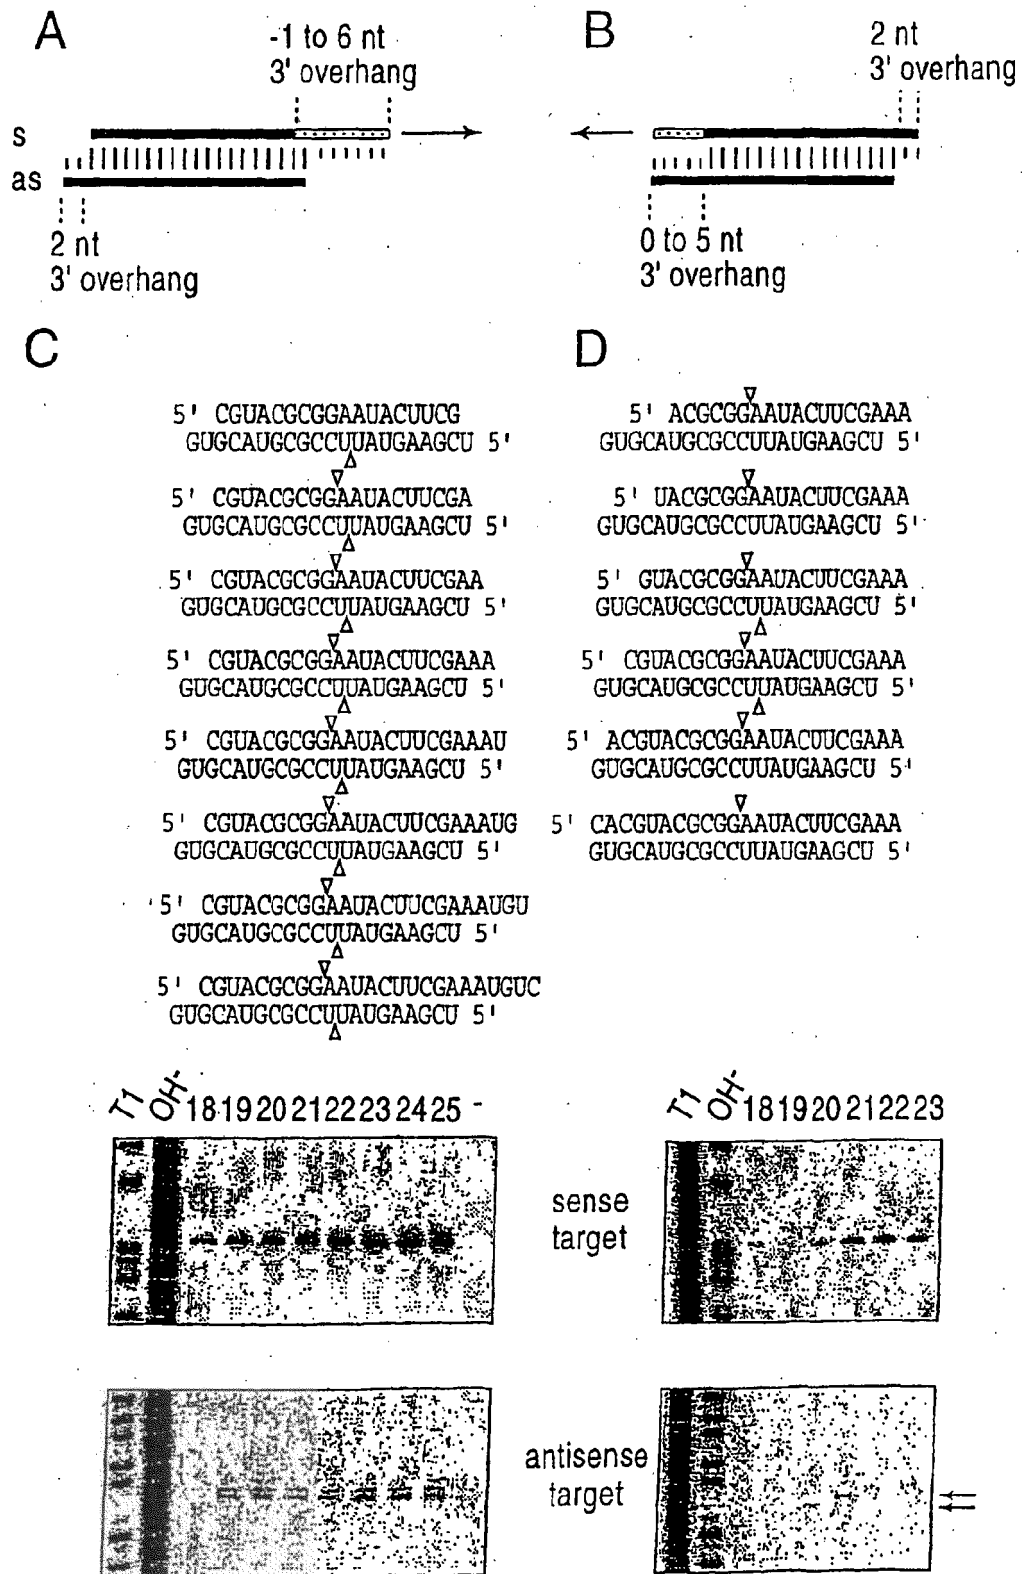 A
-1 to 6 nt
3' overhang
s
as
2 nt
3' overhang
B
2 nt
3' overhang
0 to 5 nt
3' overhang
C
5' CGUACGCGGAAUACUUCG
GUGCAUGCGCCUUAUGAAGCU 5'
5' CGUACGCGGAAUACUUCGA
GUGCAUGCGCCUUAUGAAGCU 5'
5' CGUACGCGGAAUACUUCGAA
GUGCAUGCGCCUUAUGAAGCU 5'
5' CGUACGCGGAAUACUUCGAAA
GUGCAUGCGCCUUAUGAAGCU 5'
5' CGUACGCGGAAUACUUCGAAAU
GUGCAUGCGCCUUAUGAAGCU 5'
5' CGUACGCGGAAUACUUCGAAAUG
GUGCAUGCGCCUUAUGAAGCU 5'
5' CGUACGCGGAAUACUUCGAAAUGU
GUGCAUGCGCCUUAUGAAGCU 5'
5' CGUACGCGGAAUACUUCGAAAUGUC
GUGCAUGCGCCUUAUGAAGCU 5'
D
5' ACGCGGAAUACUUCGAAA
GUGCAUGCGCCUUAUGAAGCU 5'
5' UACGCGGAAUACUUCGAAA
GUGCAUGCGCCUUAUGAAGCU 5'
5' GUACGCGGAAUACUUCGAAA
GUGCAUGCGCCUUAUGAAGCU 5'
5' CGUACGCGGAAUACUUCGAAA
GUGCAUGCGCCUUAUGAAGCU 5'
5' ACGUACGCGGAAUACUUCGAAA
GUGCAUGCGCCUUAUGAAGCU 5'
5' CACGUACGCGGAAUACUUCGAAA
GUGCAUGCGCCUUAUGAAGCU 5'
T1 OH- 18 19 20 21 22 23 24 25 -
T1 OH- 18 19 20 21 22 23
sense
target
antisense
target